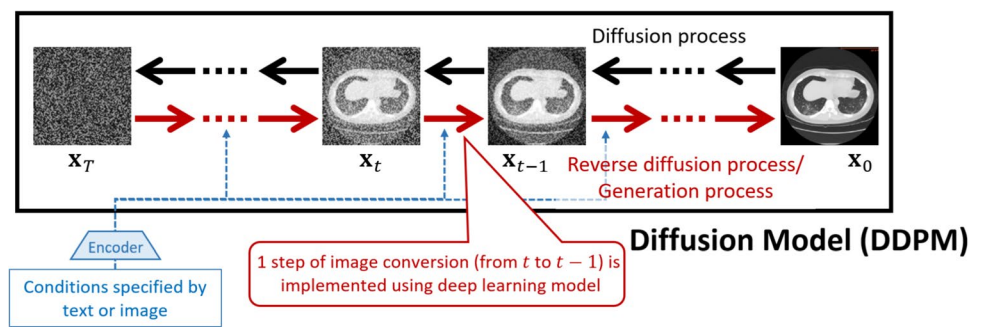 Diffusion process
𝐱_T
𝐱_t
𝐱_{t−1}
𝐱_0
Reverse diffusion process/
Generation process
Encoder
Conditions specified by
text or image
1 step of image conversion (from t to t − 1) is
implemented using deep learning model
Diffusion Model (DDPM)